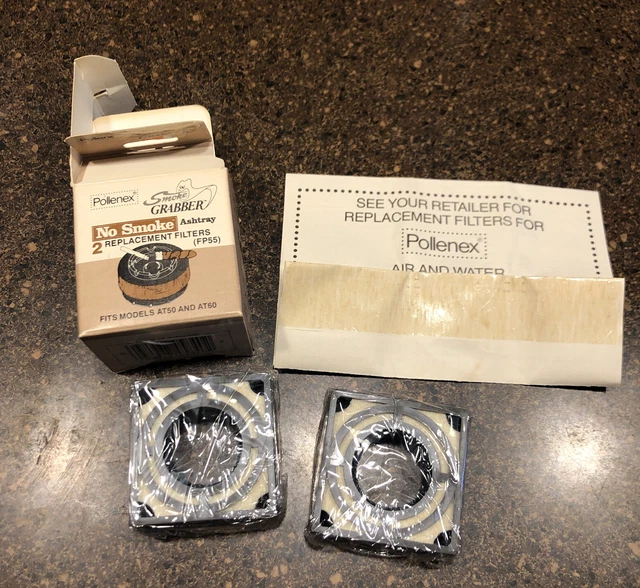 Pollenex
Smoke
GRABBER
No Smoke Ashtray
2 REPLACEMENT FILTERS
(FP55)
FITS MODELS AT50 AND AT60
SEE YOUR RETAILER FOR
REPLACEMENT FILTERS FOR
Pollenex
AIR AND WATER